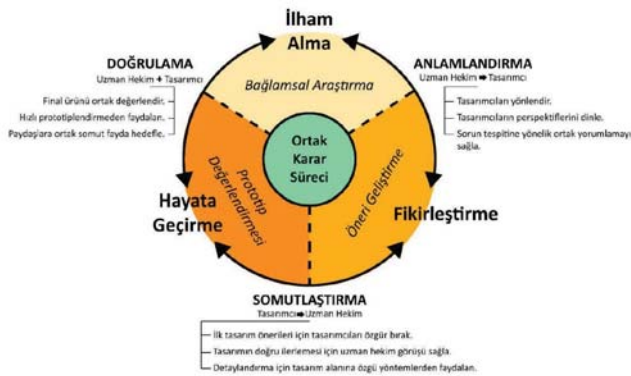 İlham
Alma
DOĞRULAMA
Uzman Hekim + Tasarımcı
Final ürünü ortak değerlendir.
Hızlı prototiplendirmeden faydalan.
Paydaşlara ortak somut fayda hedefle.
ANLAMLANDIRMA
Uzman Hekim ➡ Tasarımcı
Tasarımcıları yönlendir.
Tasarımcıların perspektiflerini dinle.
Sorun tespitine yönelik ortak yorumlamayı
sağla.
Bağlamsal Araştırma
Ortak
Karar
Süreci
Prototip
Değerlendirmesi
Öneri Geliştirme
Hayata
Geçirme
Fikirleştirme
SOMUTLAŞTIRMA
Tasarımcı ➡ Uzman Hekim
İlk tasarım önerileri için tasarımcıları özgür bırak.
Tasarımın doğru ilerlemesi için uzman hekim görüşü sağla.
Detaylandırma için tasarım alanına özgü yöntemlerden faydalan.